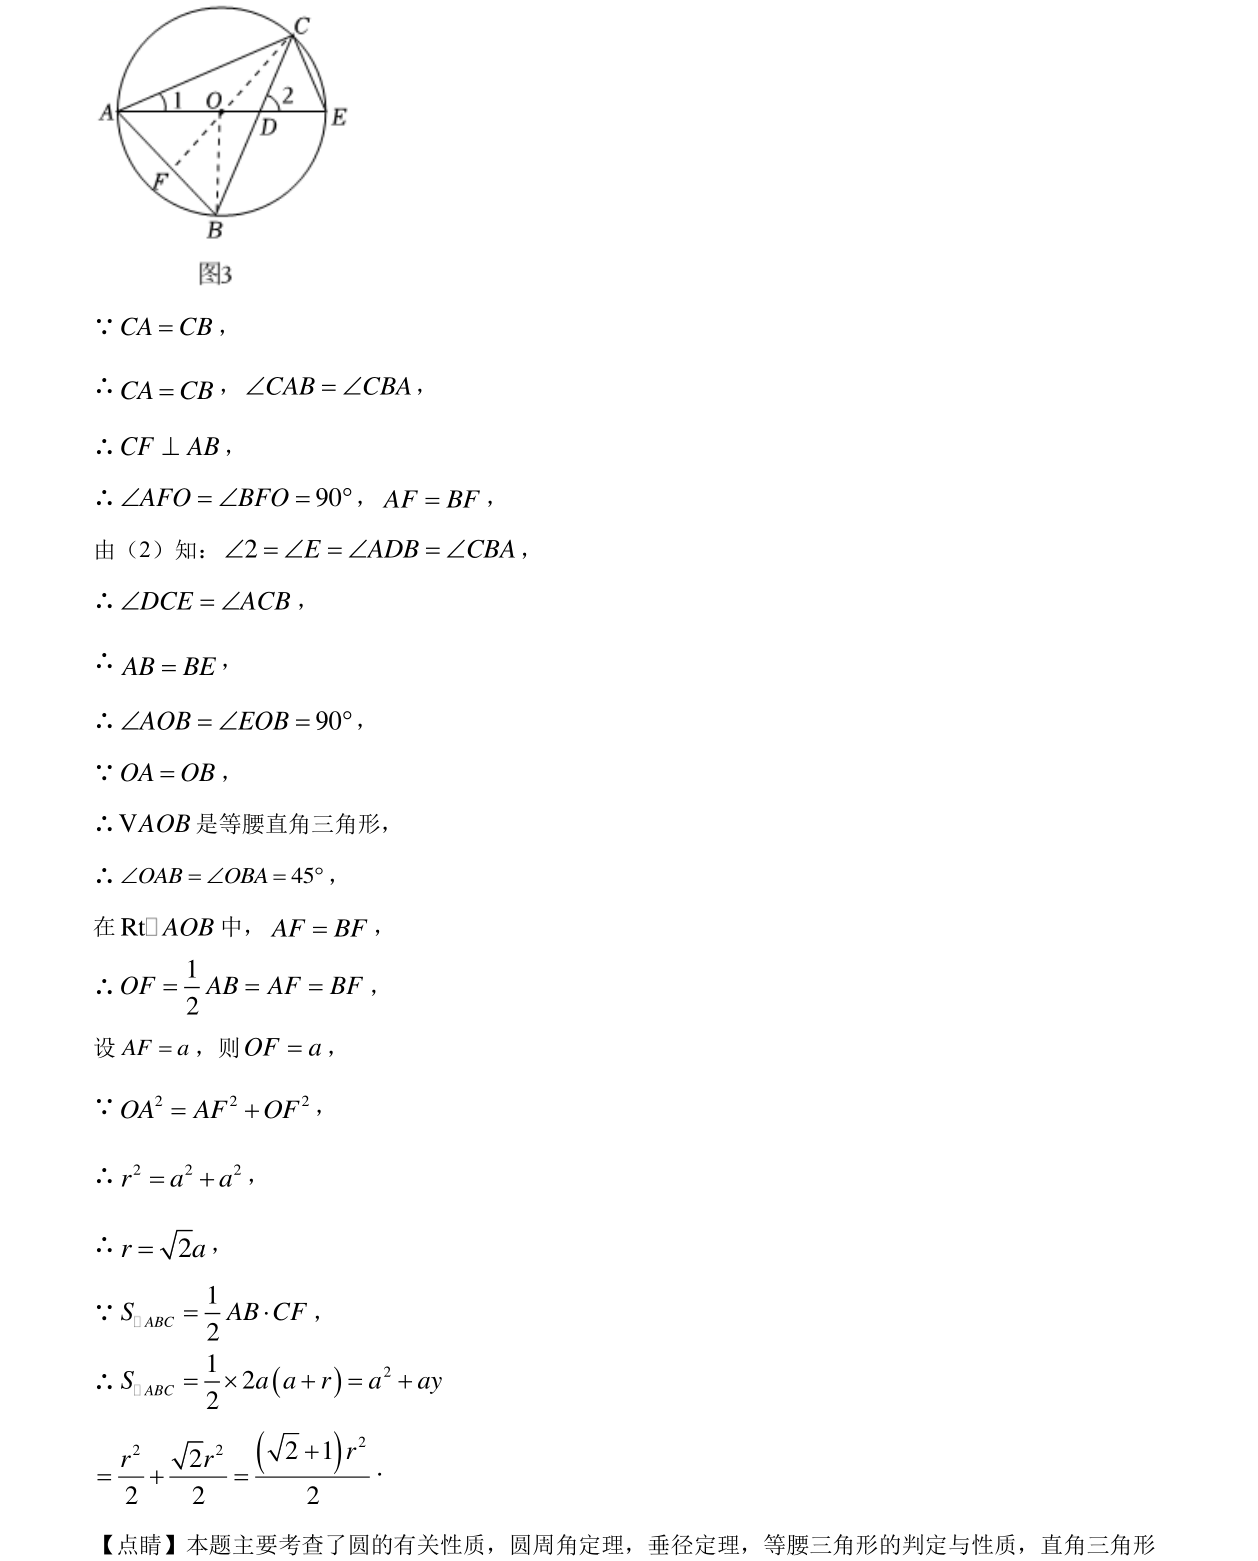 C
A 1 O 2 E
D
F
B
图3
∵ CA = CB，
∴ CA = CB，∠CAB = ∠CBA，
∴ CF ⊥ AB，
∴ ∠AFO = ∠BFO = 90°，AF = BF，
由（2）知：∠2 = ∠E = ∠ADB = ∠CBA，
∴ ∠DCE = ∠ACB，
∴ AB = BE，
∴ ∠AOB = ∠EOB = 90°，
∵ OA = OB，
∴ VAOB 是等腰直角三角形，
∴ ∠OAB = ∠OBA = 45°，
在 Rt□AOB 中，AF = BF，
∴ OF = 1/2 AB = AF = BF，
设 AF = a，则 OF = a，
∵ OA² = AF² + OF²，
∴ r² = a² + a²，
∴ r = √2a，
∵ S□ABC = 1/2 AB · CF，
∴ S□ABC = 1/2 × 2a(a + r) = a² + ay
= r²/2 + √2r²/2 = (√2 + 1)r²/2 .
【点睛】本题主要考查了圆的有关性质，圆周角定理，垂径定理，等腰三角形的判定与性质，直角三角形